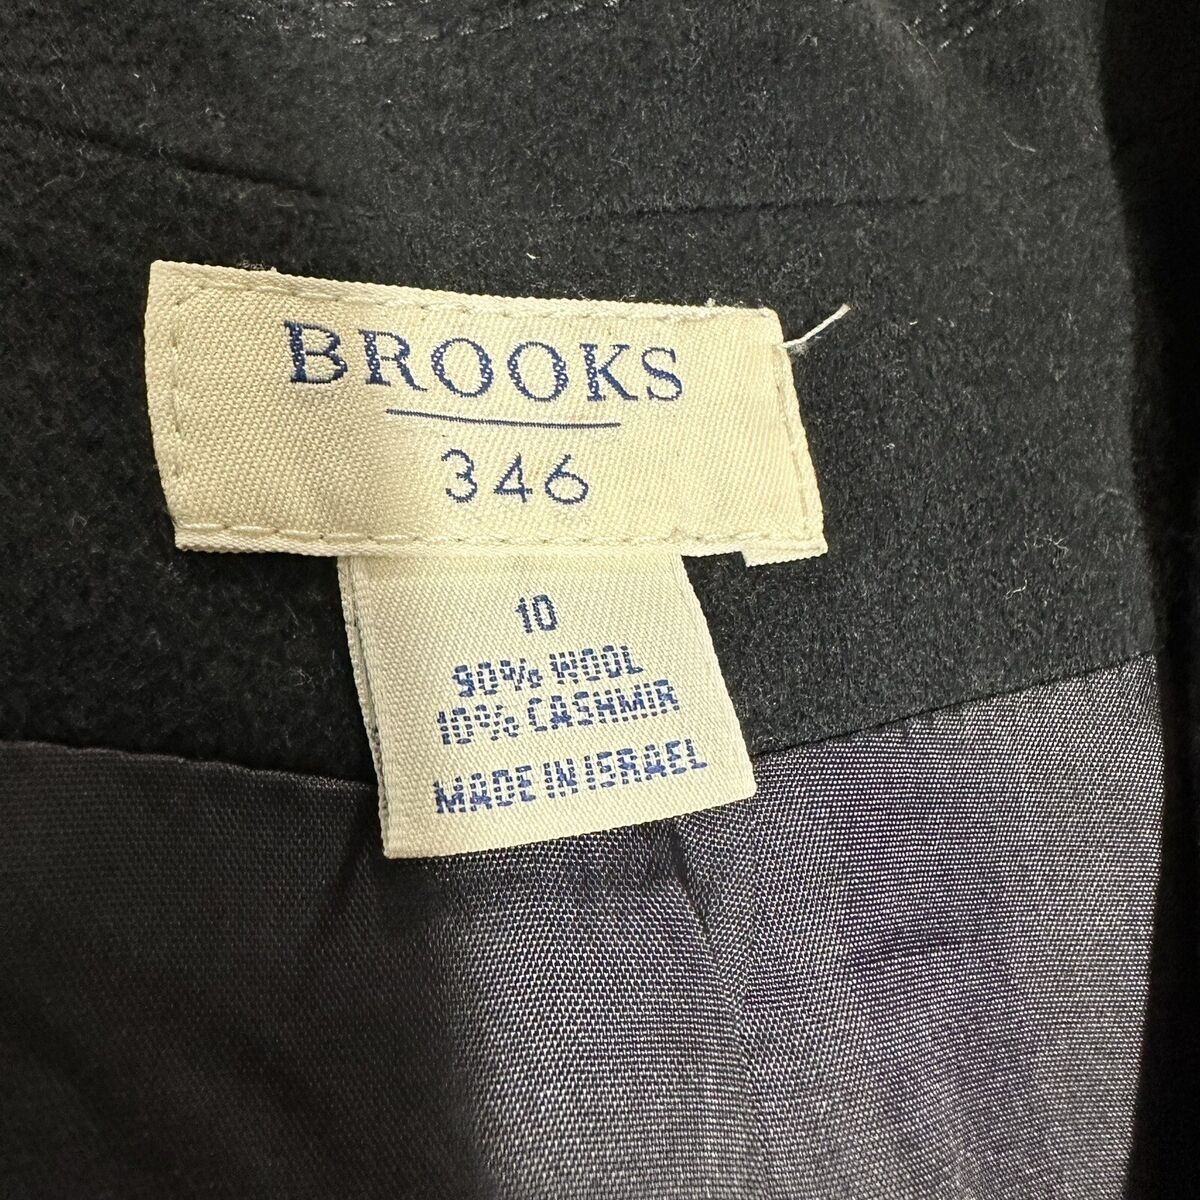 BROOKS
346
10
90% WOOL
10% CASHMIR
MADE IN ISRAEL